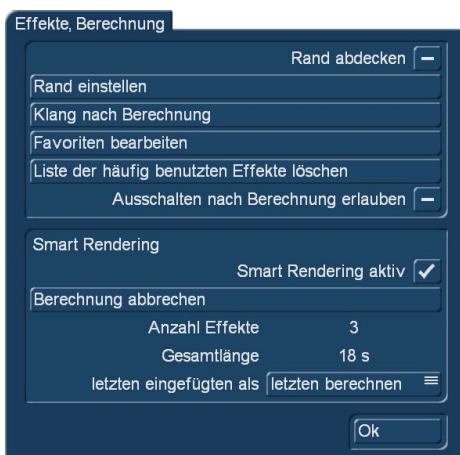 Effekte, Berechnung
Rand abdecken
Rand einstellen
Klang nach Berechnung
Favoriten bearbeiten
Liste der häufig benutzten Effekte löschen
Ausschalten nach Berechnung erlauben
Smart Rendering
Smart Rendering aktiv
Berechnung abbrechen
Anzahl Effekte 3
Gesamtlänge 18 s
letzten eingefügten als letzten berechnen
Ok